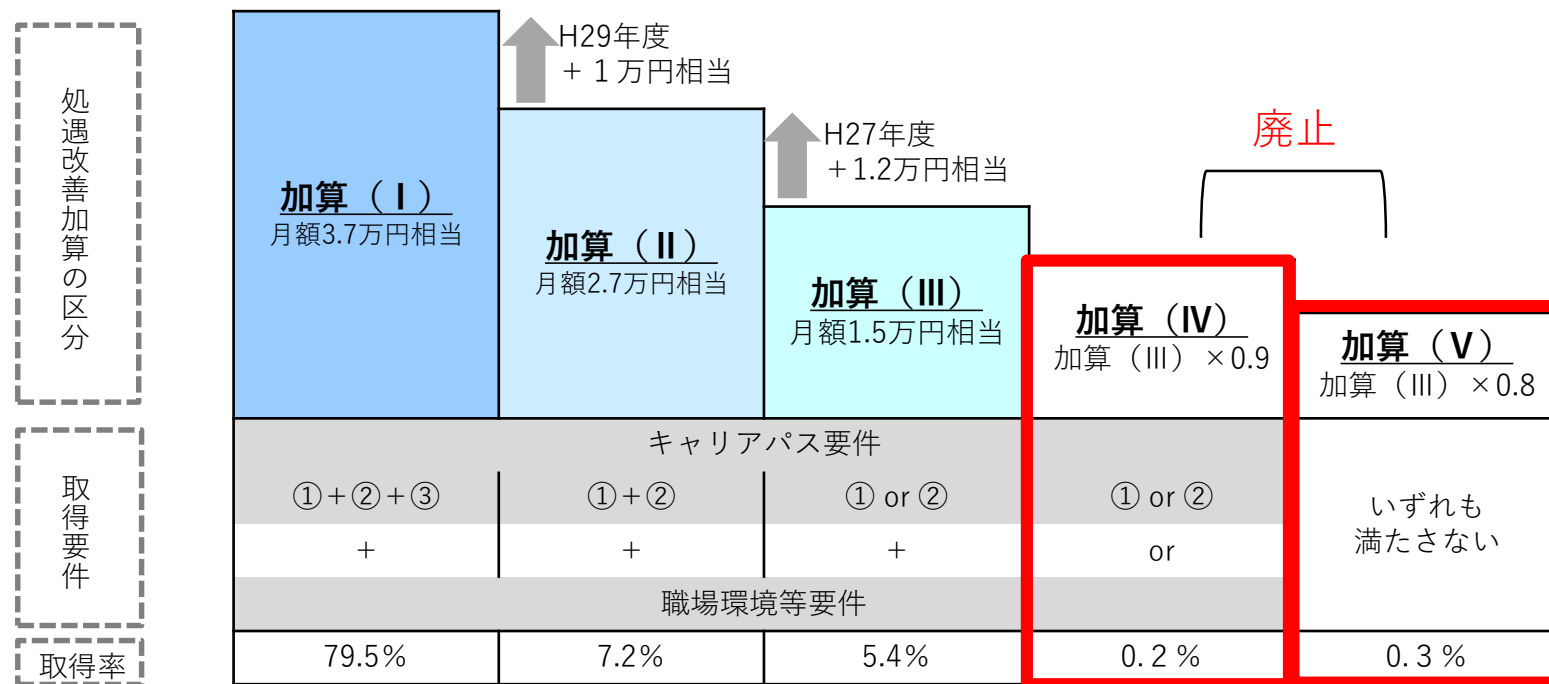 処遇改善加算の区分
H29年度
+ 1万円相当
H27年度
+1.2万円相当
廃止
加算（Ⅰ）
月額3.7万円相当
加算（Ⅱ）
月額2.7万円相当
加算（Ⅲ）
月額1.5万円相当
加算（Ⅳ）
加算（Ⅲ）×0.9
加算（Ⅴ）
加算（Ⅲ）×0.8
取得要件
キャリアパス要件
①+②+③
①+②
① or ②
① or ②
いずれも
満たさない
+
+
+
or
職場環境等要件
取得率
79.5%
7.2%
5.4%
0.2%
0.3%